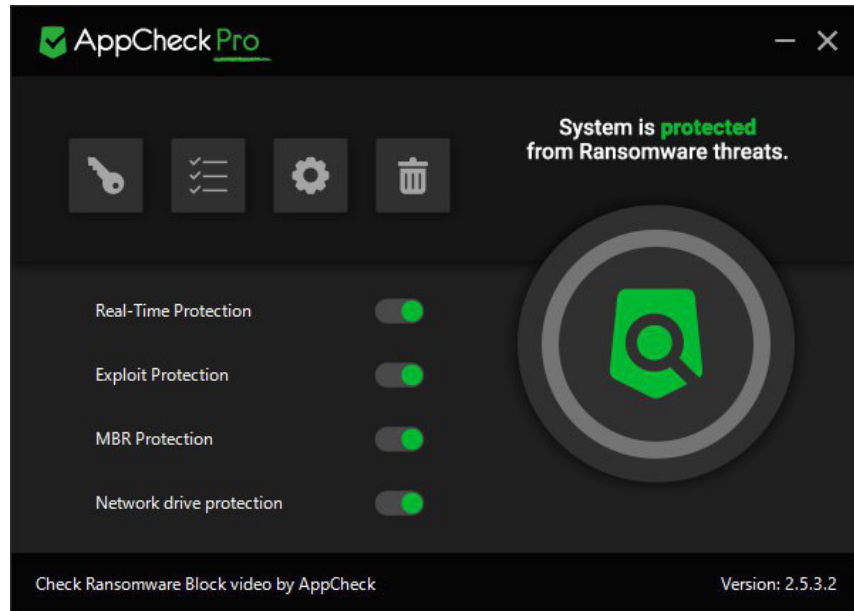 AppCheck Pro
System is protected
from Ransomware threats.
Real-Time Protection
Exploit Protection
MBR Protection
Network drive protection
Check Ransomware Block video by AppCheck
Version: 2.5.3.2